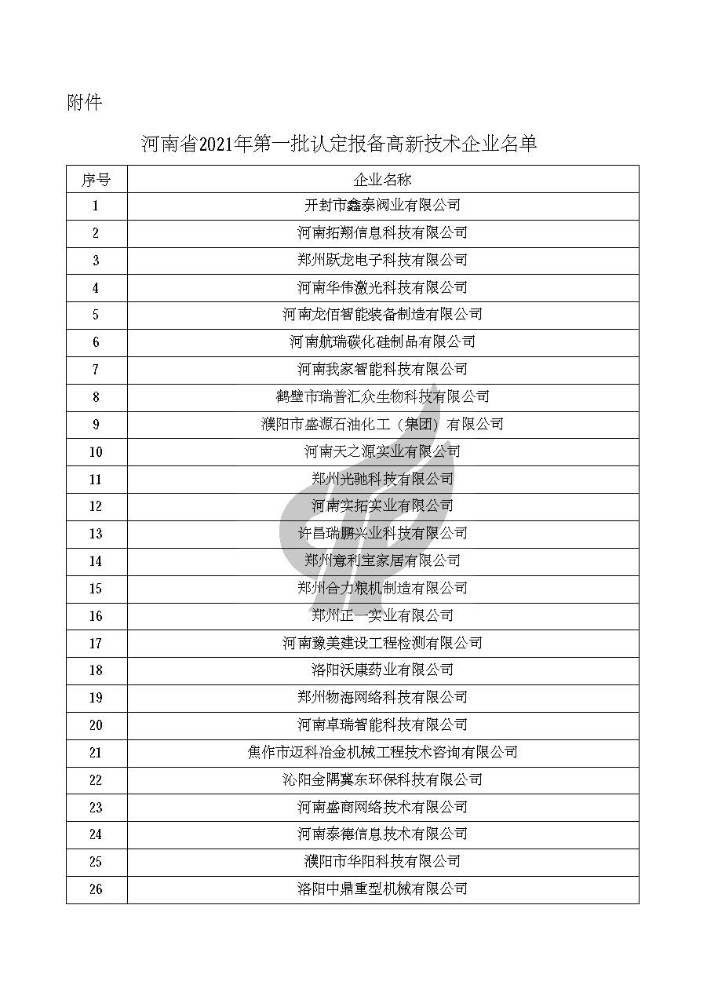 附件
河南省2021年第一批认定报备高新技术企业名单
序号 企业名称
1 开封市鑫泰阀业有限公司
2 河南拓翔信息科技有限公司
3 郑州跃龙电子科技有限公司
4 河南华伟激光科技有限公司
5 河南龙佰智能装备制造有限公司
6 河南航瑞碳化硅制品有限公司
7 河南我家智能科技有限公司
8 鹤壁市瑞普汇众生物科技有限公司
9 濮阳市盛源石油化工（集团）有限公司
10 河南天之源实业有限公司
11 郑州光驰科技有限公司
12 河南实拓实业有限公司
13 许昌瑞鹏兴业科技有限公司
14 郑州意利宝家居有限公司
15 郑州合力粮机制造有限公司
16 郑州正一实业有限公司
17 河南豫美建设工程检测有限公司
18 洛阳沃康药业有限公司
19 郑州物海网络科技有限公司
20 河南卓瑞智能科技有限公司
21 焦作市迈科冶金机械工程技术咨询有限公司
22 沁阳金隅冀东环保科技有限公司
23 河南盛商网络技术有限公司
24 河南泰德信息技术有限公司
25 濮阳市华阳科技有限公司
26 洛阳中鼎重型机械有限公司